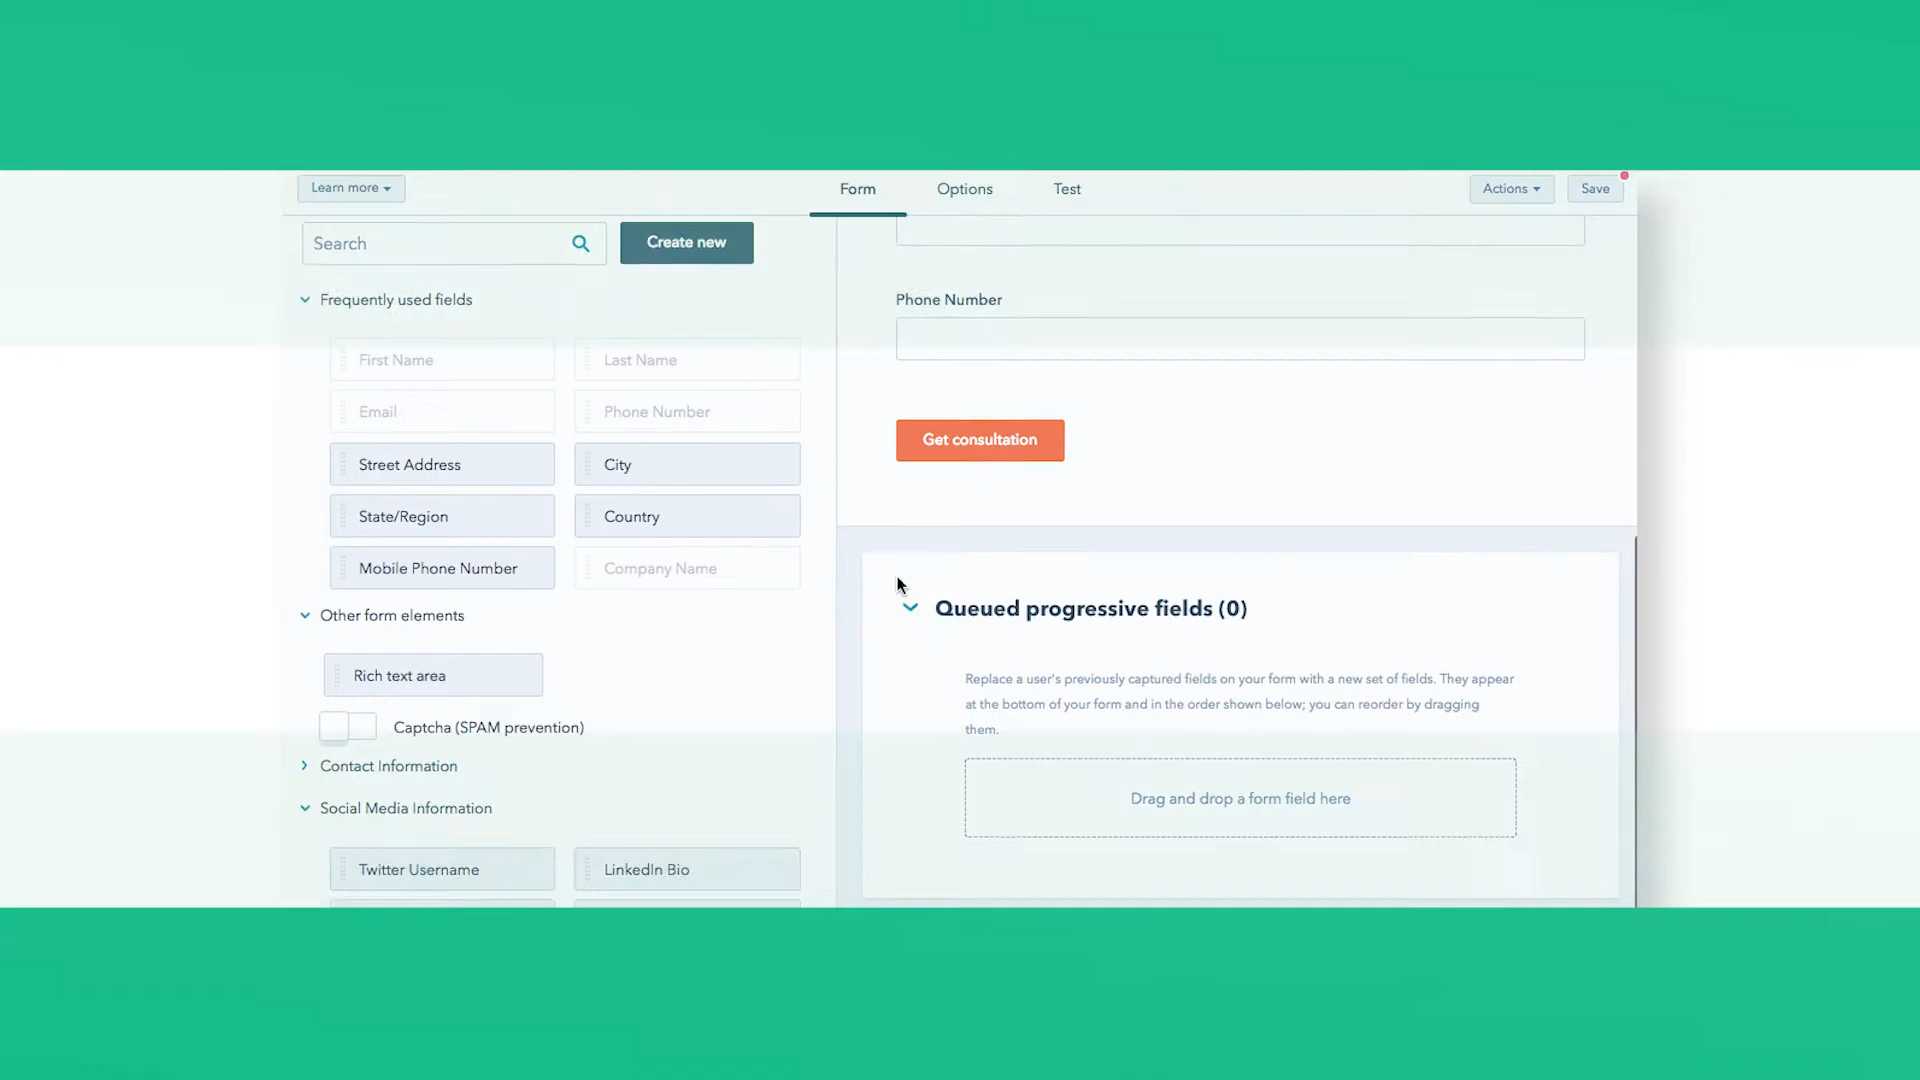 Learn more
Form
Options
Test
Actions
Save
Search
Create new
Frequently used fields
First Name
Last Name
Email
Phone Number
Street Address
City
State/Region
Country
Mobile Phone Number
Company Name
Other form elements
Rich text area
Captcha (SPAM prevention)
Contact Information
Social Media Information
Twitter Username
LinkedIn Bio
Phone Number
Get consultation
Queued progressive fields (0)
Replace a user's previously captured fields on your form with a new set of fields. They appear
at the bottom of your form and in the order shown below; you can reorder by dragging
them.
Drag and drop a form field here